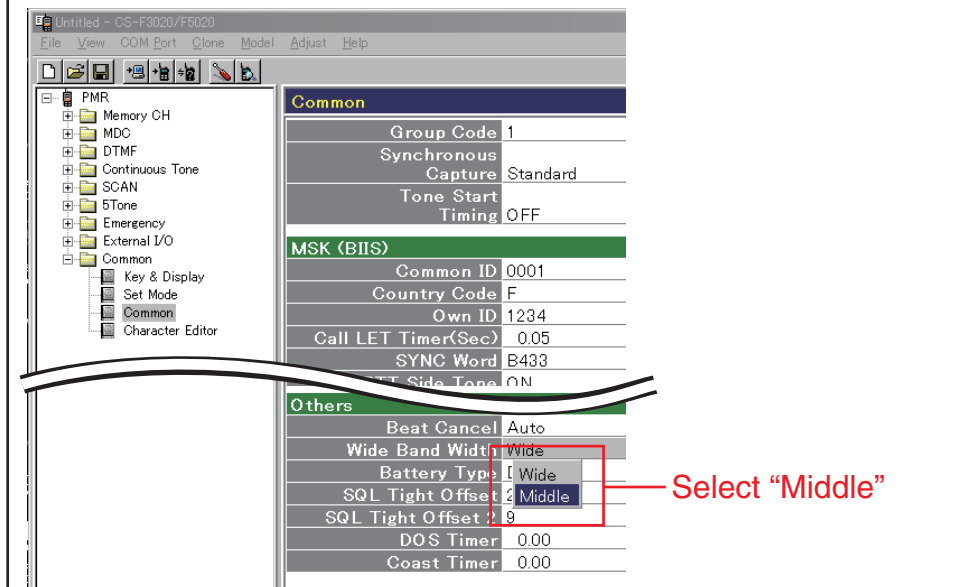 Untitled - CS-F3020/F5020
File View COM Port Clone Model Adjust Help
PMR
Memory CH
MDC
DTMF
Continuous Tone
SCAN
5Tone
Emergency
External I/O
Common
Key & Display
Set Mode
Common
Character Editor
Common
Group Code 1
Synchronous
Capture Standard
Tone Start
Timing OFF
MSK (BIIS)
Common ID 0001
Country Code F
Own ID 1234
Call LET Timer(Sec) 0.05
SYNC Word B433
Side Tone ON
Others
Beat Cancel Auto
Wide Band Width Wide
Battery Type
Wide
SQL Tight Offset 2
Middle
SQL Tight Offset 2 9
DOS Timer 0.00
Coast Timer 0.00
Select “Middle”